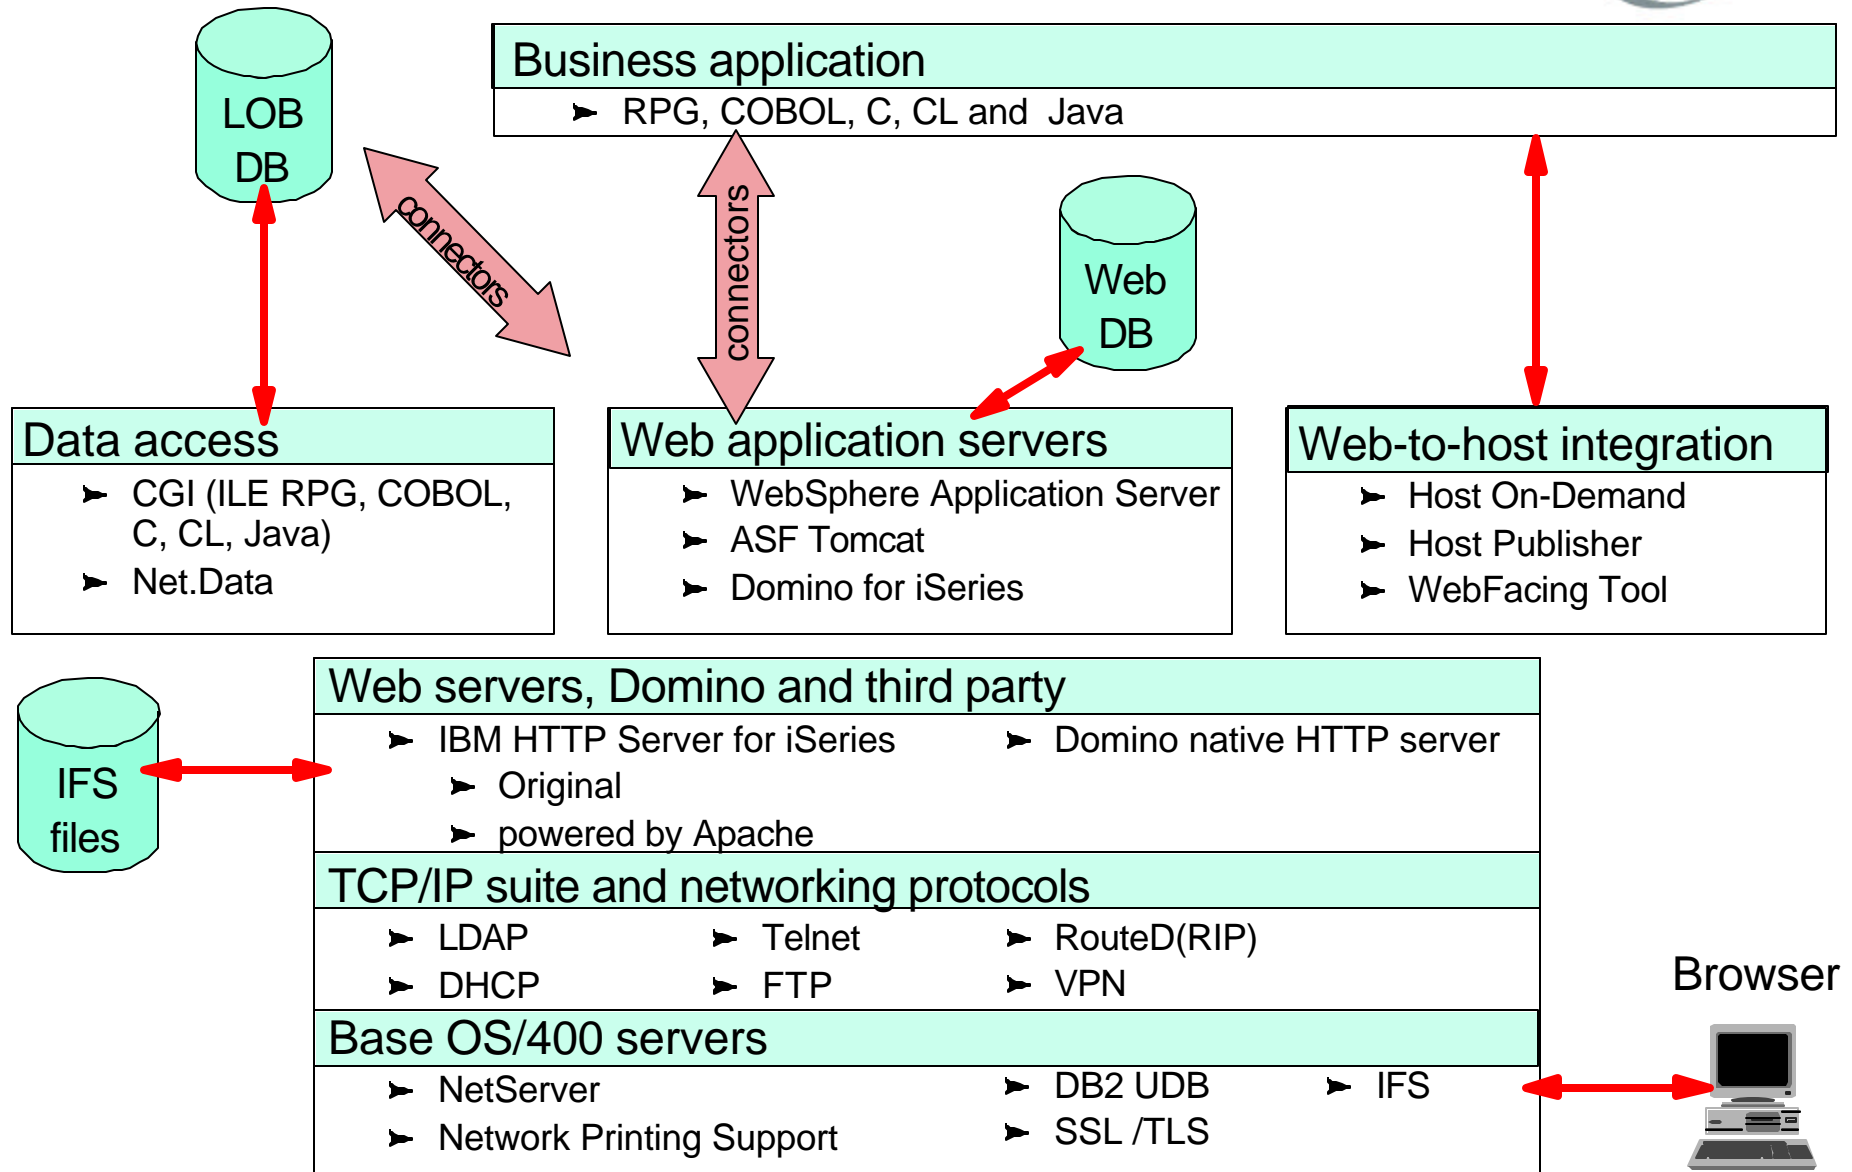 Business application
RPG, COBOL, C, CL and Java
LOB
DB
connectors
connectors
Web
DB
Data access
CGI (ILE RPG, COBOL,
C, CL, Java)
Net.Data
Web application servers
WebSphere Application Server
ASF Tomcat
Domino for iSeries
Web-to-host integration
Host On-Demand
Host Publisher
WebFacing Tool
IFS
files
Web servers, Domino and third party
IBM HTTP Server for iSeries
Original
powered by Apache
Domino native HTTP server
TCP/IP suite and networking protocols
LDAP
Telnet
RouteD(RIP)
DHCP
FTP
VPN
Base OS/400 servers
NetServer
DB2 UDB
IFS
Network Printing Support
SSL /TLS
Browser